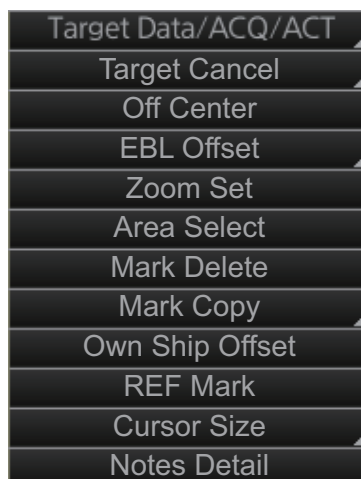 Target Data/ACQ/ACT
Target Cancel
Off Center
EBL Offset
Zoom Set
Area Select
Mark Delete
Mark Copy
Own Ship Offset
REF Mark
Cursor Size
Notes Detail